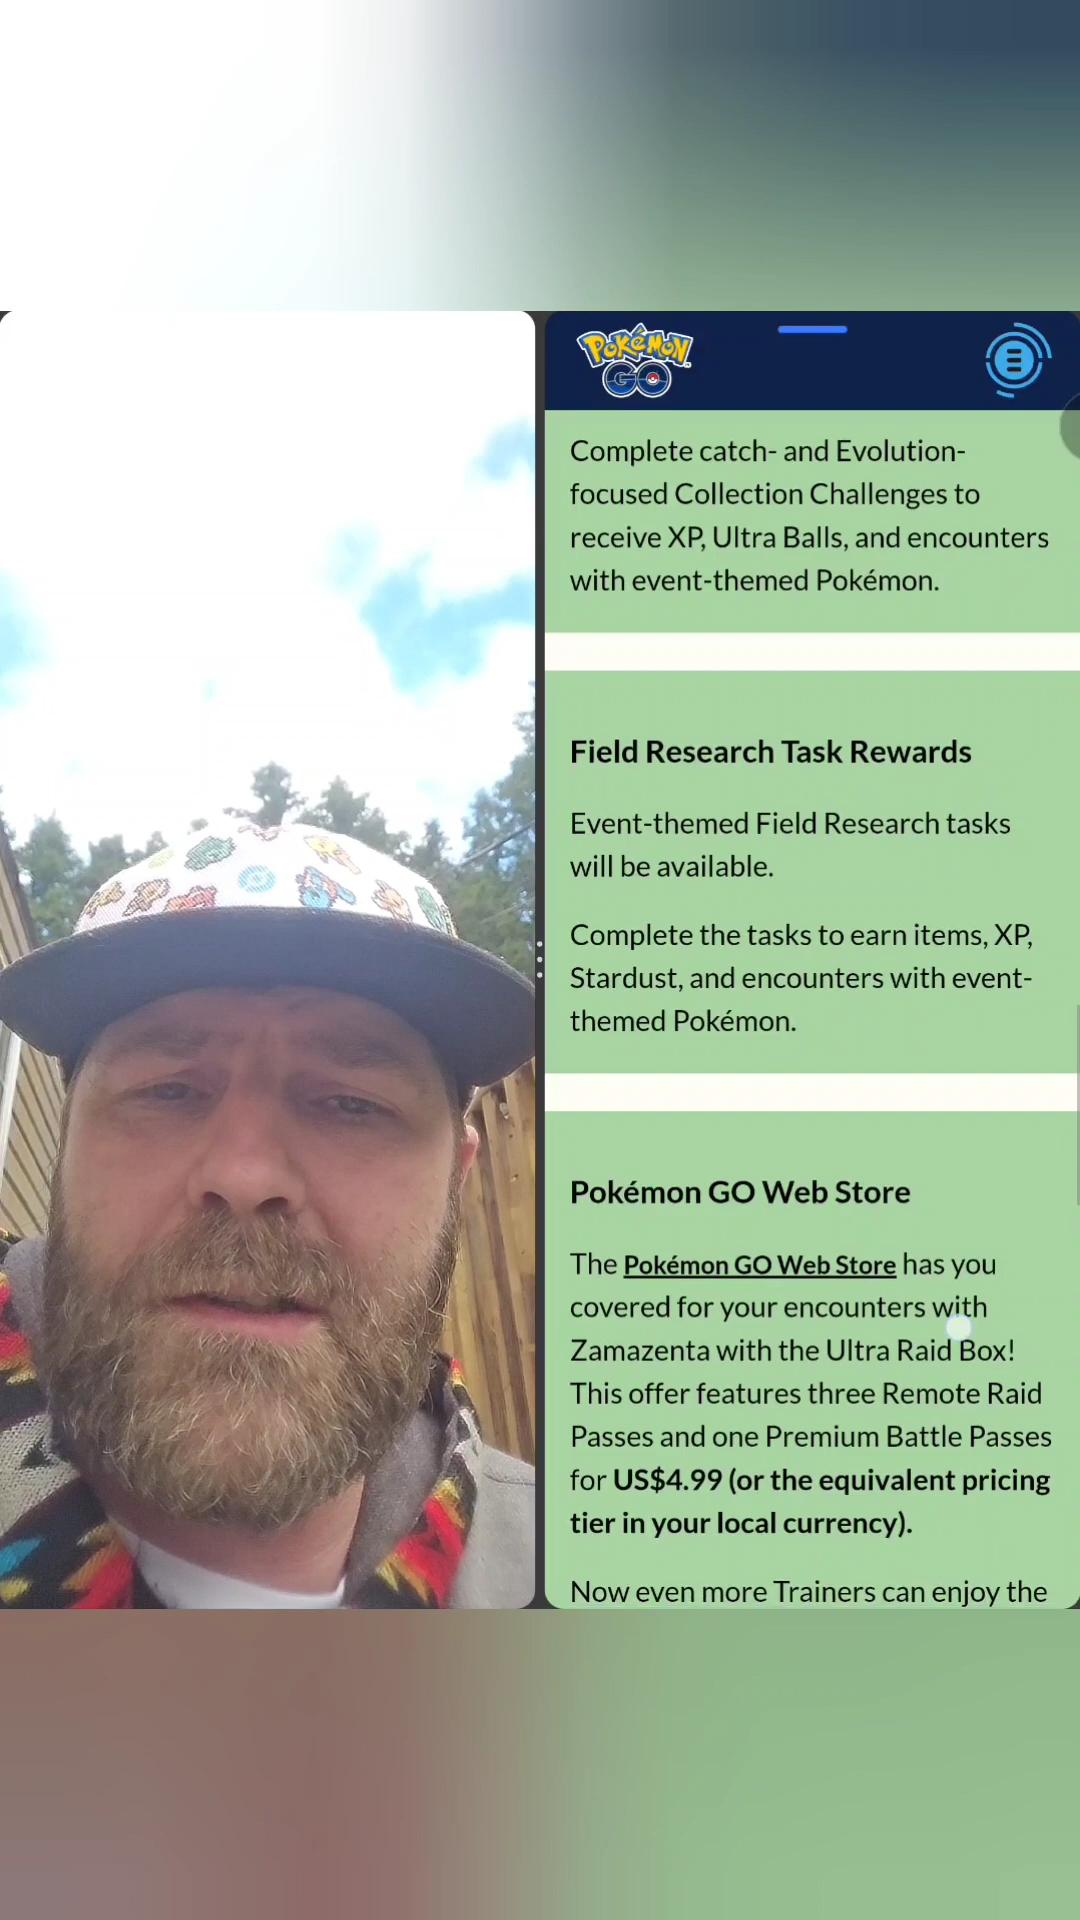 POKÉMON
GO
Complete catch- and Evolution-
focused Collection Challenges to
receive XP, Ultra Balls, and encounters
with event-themed Pokémon.
Field Research Task Rewards
Event-themed Field Research tasks
will be available.
Complete the tasks to earn items, XP,
Stardust, and encounters with event-
themed Pokémon.
Pokémon GO Web Store
The Pokémon GO Web Store has you
covered for your encounters with
Zamazenta with the Ultra Raid Box!
This offer features three Remote Raid
Passes and one Premium Battle Passes
for US$4.99 (or the equivalent pricing
tier in your local currency).
Now even more Trainers can enjoy the